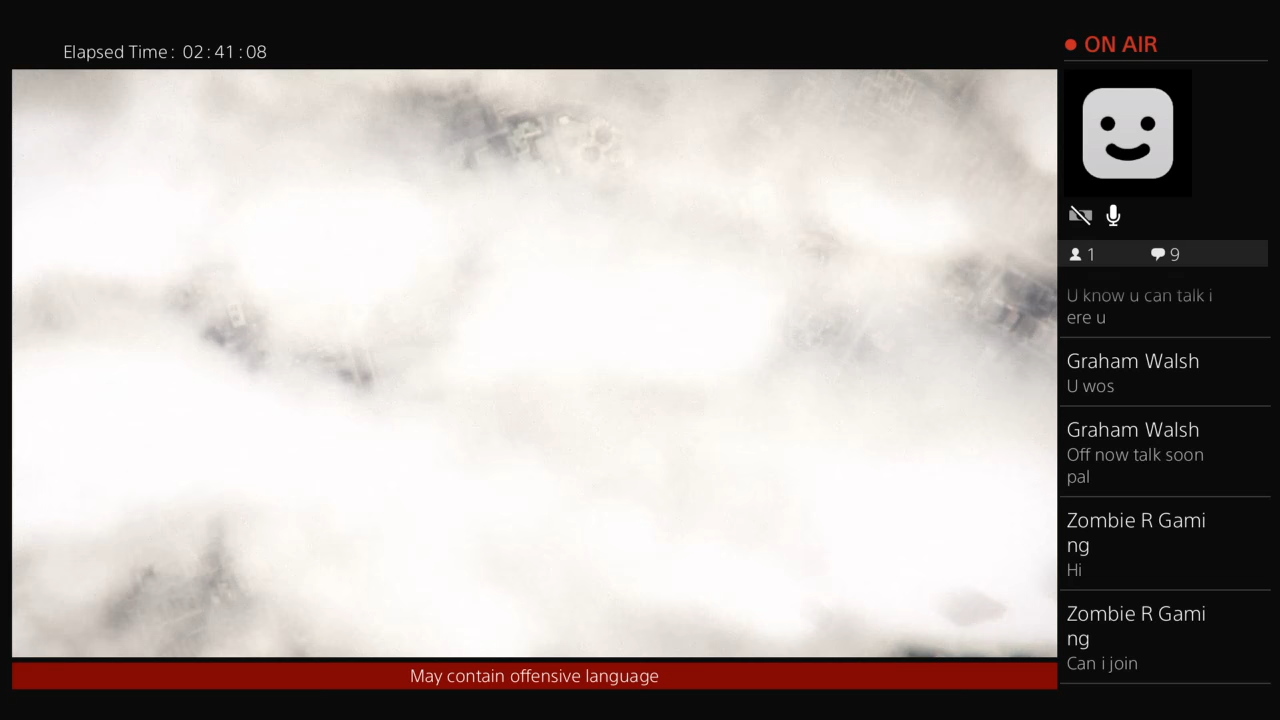 Elapsed Time: 02:41:08
ON AIR
1
9
U know u can talk i
ere u
Graham Walsh
U wos
Graham Walsh
Off now talk soon
pal
Zombie R Gami
ng
Hi
Zombie R Gami
ng
Can i join
May contain offensive language